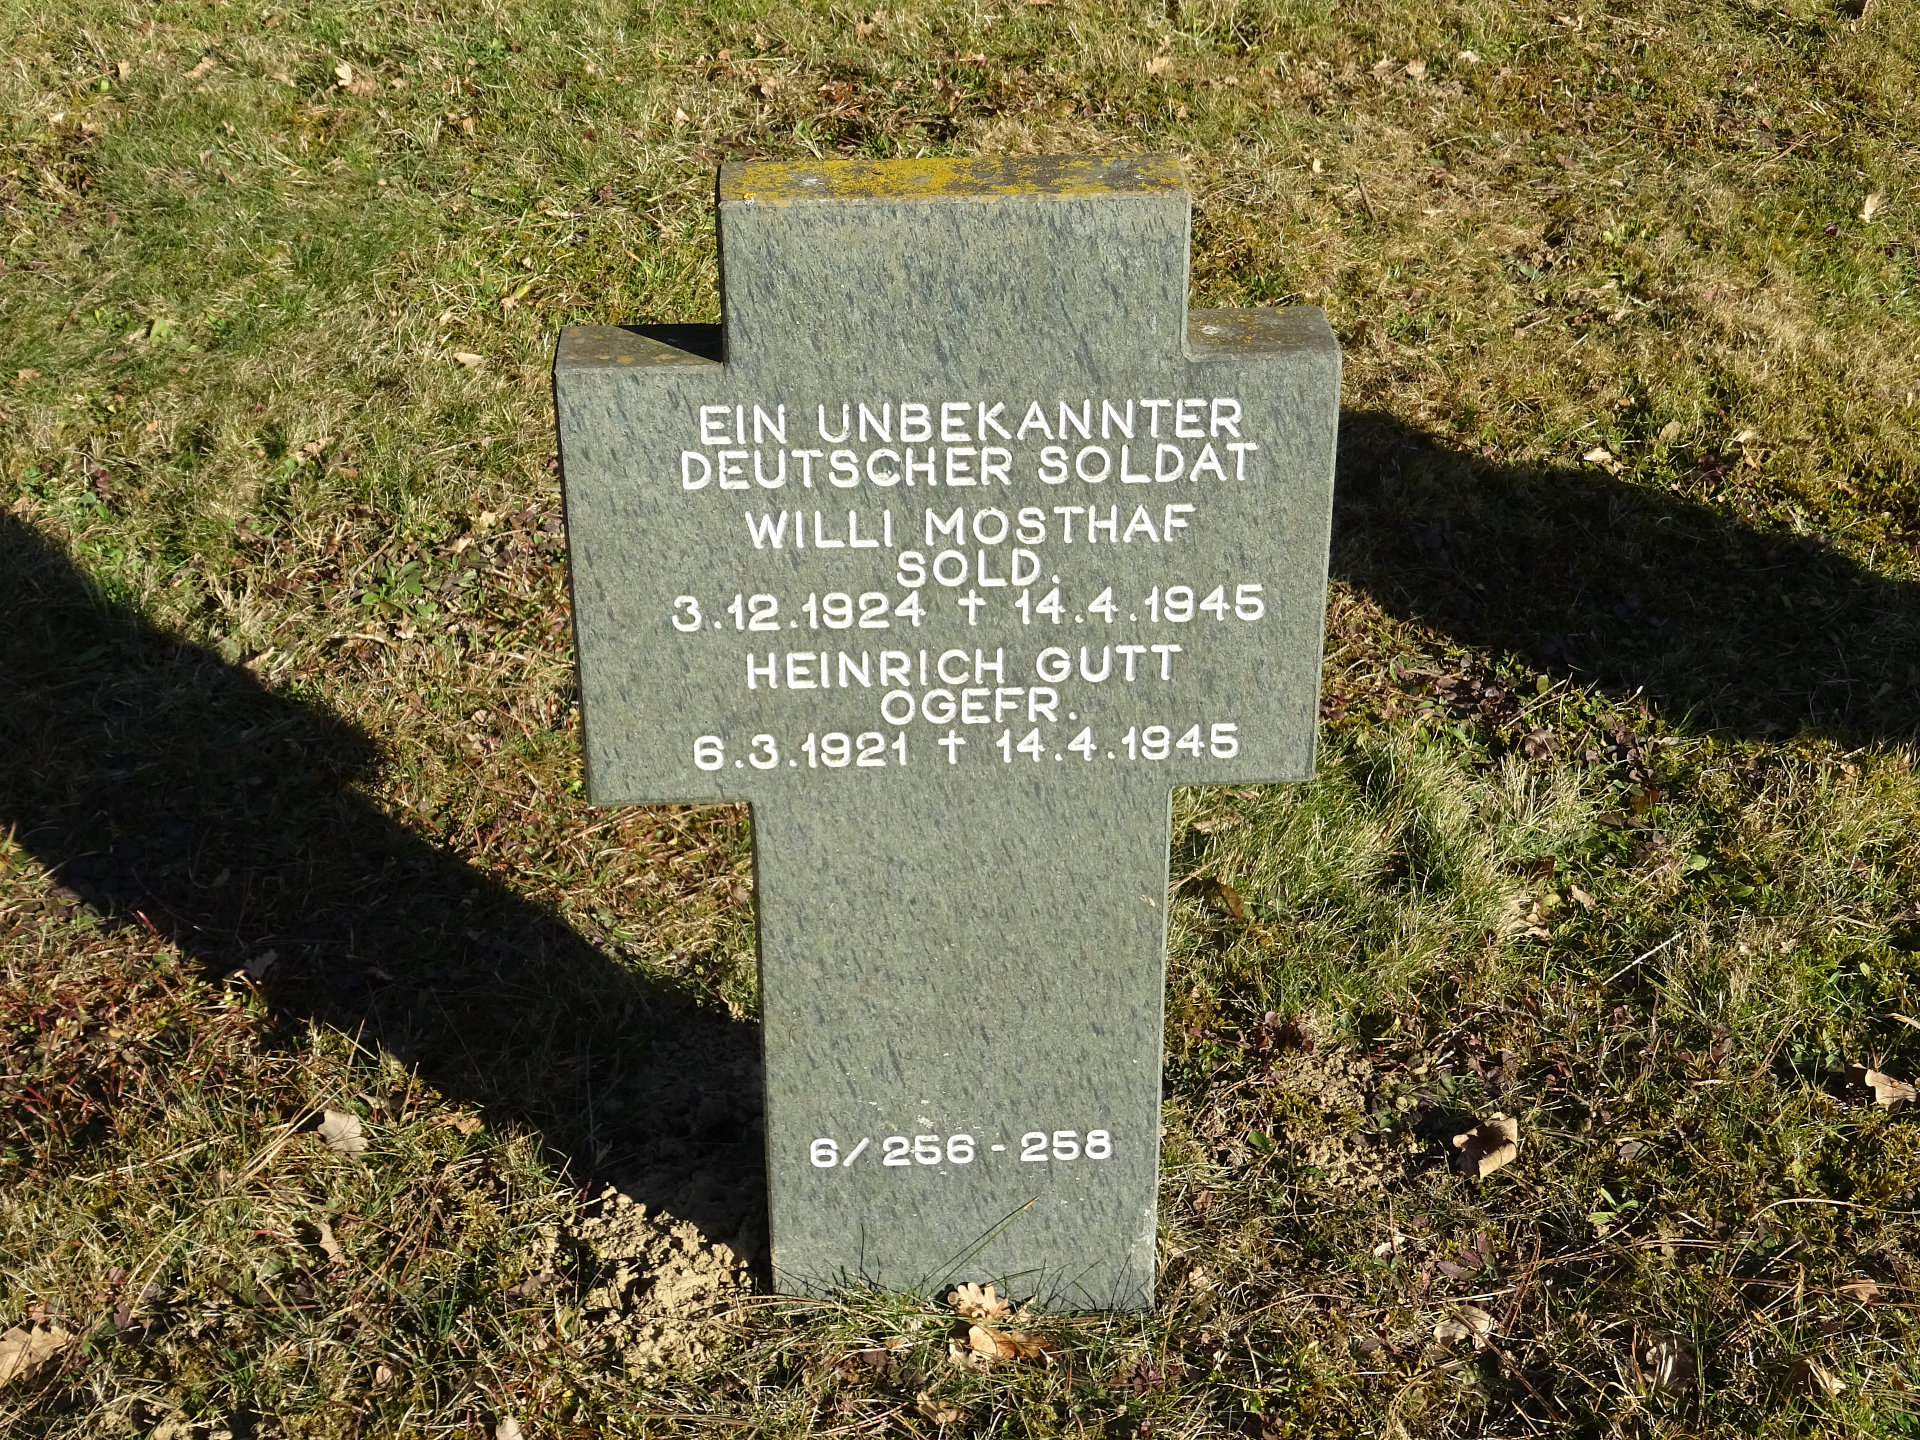 EIN UNBEKANNTER
DEUTSCHER SOLDAT
WILLI MOSTHAF
SOLD.
3.12.1924 † 14.4.1945
HEINRICH GUTT
OGEFR.
6.3.1921 † 14.4.1945
6/256-258